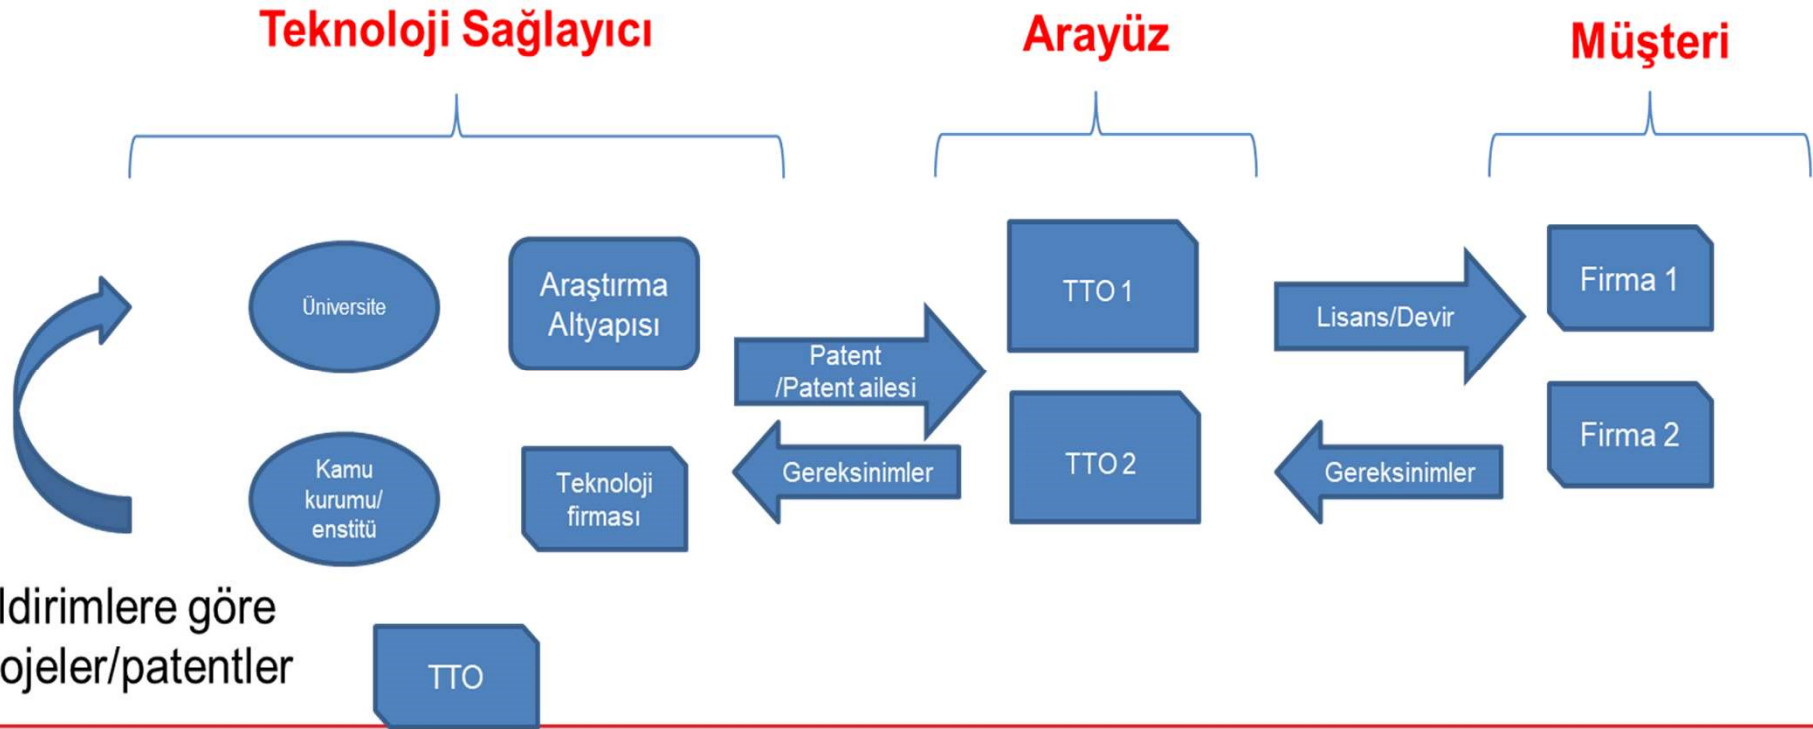 Teknoloji Sağlayıcı
Arayüz
Müşteri
Üniversite
Araştırma
Altyapısı
Patent
/Patent ailesi
TTO 1
Lisans/Devir
Firma 1
Kamu
kurumu/
enstitü
Teknoloji
firması
Gereksinimler
TTO 2
Gereksinimler
Firma 2
ldirimlere göre
ojeler/patentler
TTO